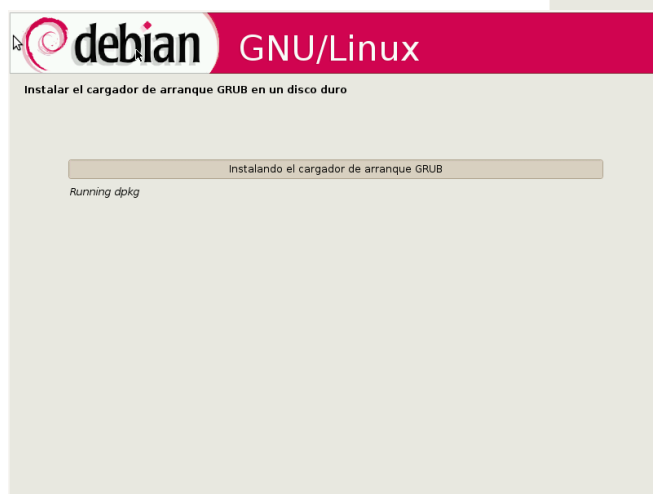 debian GNU/Linux
Instalar el cargador de arranque GRUB en un disco duro
Instalando el cargador de arranque GRUB
Running dpkg